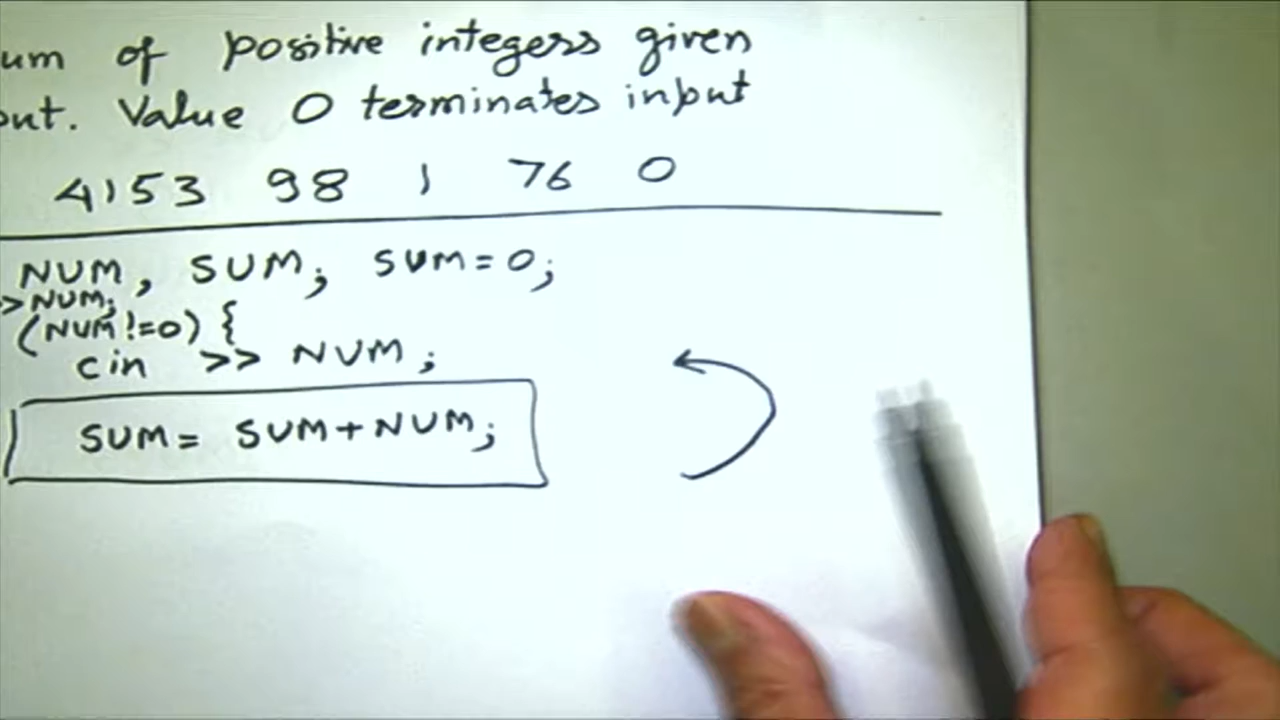 um of positive integers given
put. Value 0 terminates input
4153 98 1 76 0
NUM, SUM; SUM=0;
>NUM;
(NUM!=0) {
cin >> NUM;
SUM= SUM+NUM;